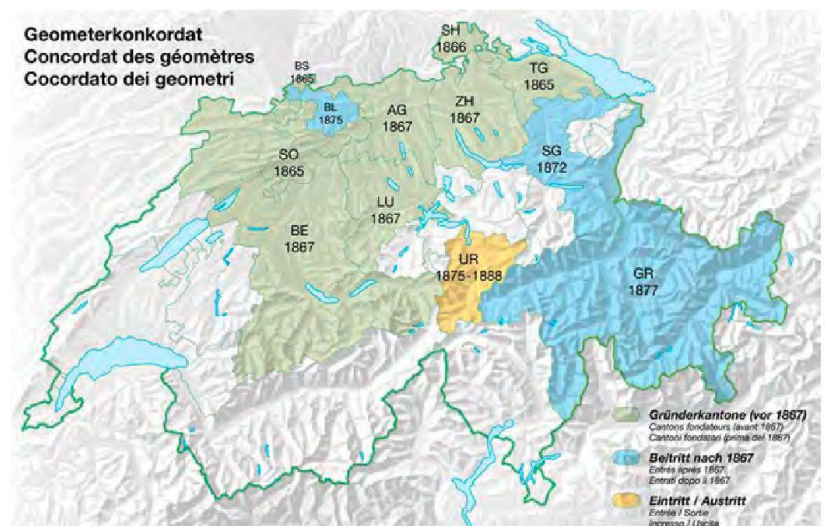 Geometerkonkordat
Concordat des géomètres
Cocordato dei geometri
SH
1866
BS
1865
TG
1865
BL
1875
AG
1867
ZH
1867
SO
1865
SG
1872
LU
1867
BE
1867
UR
1875-1888
GR
1877
Gründerkantone (vor 1867)
Cantons fondateurs (avant 1867)
Cantoni fondatori (prima del 1867)
Beitritt nach 1867
Entrés après 1867
Entrati dopo il 1867
Eintritt / Austritt
Entrée / Sortie
Ingresso / Uscita